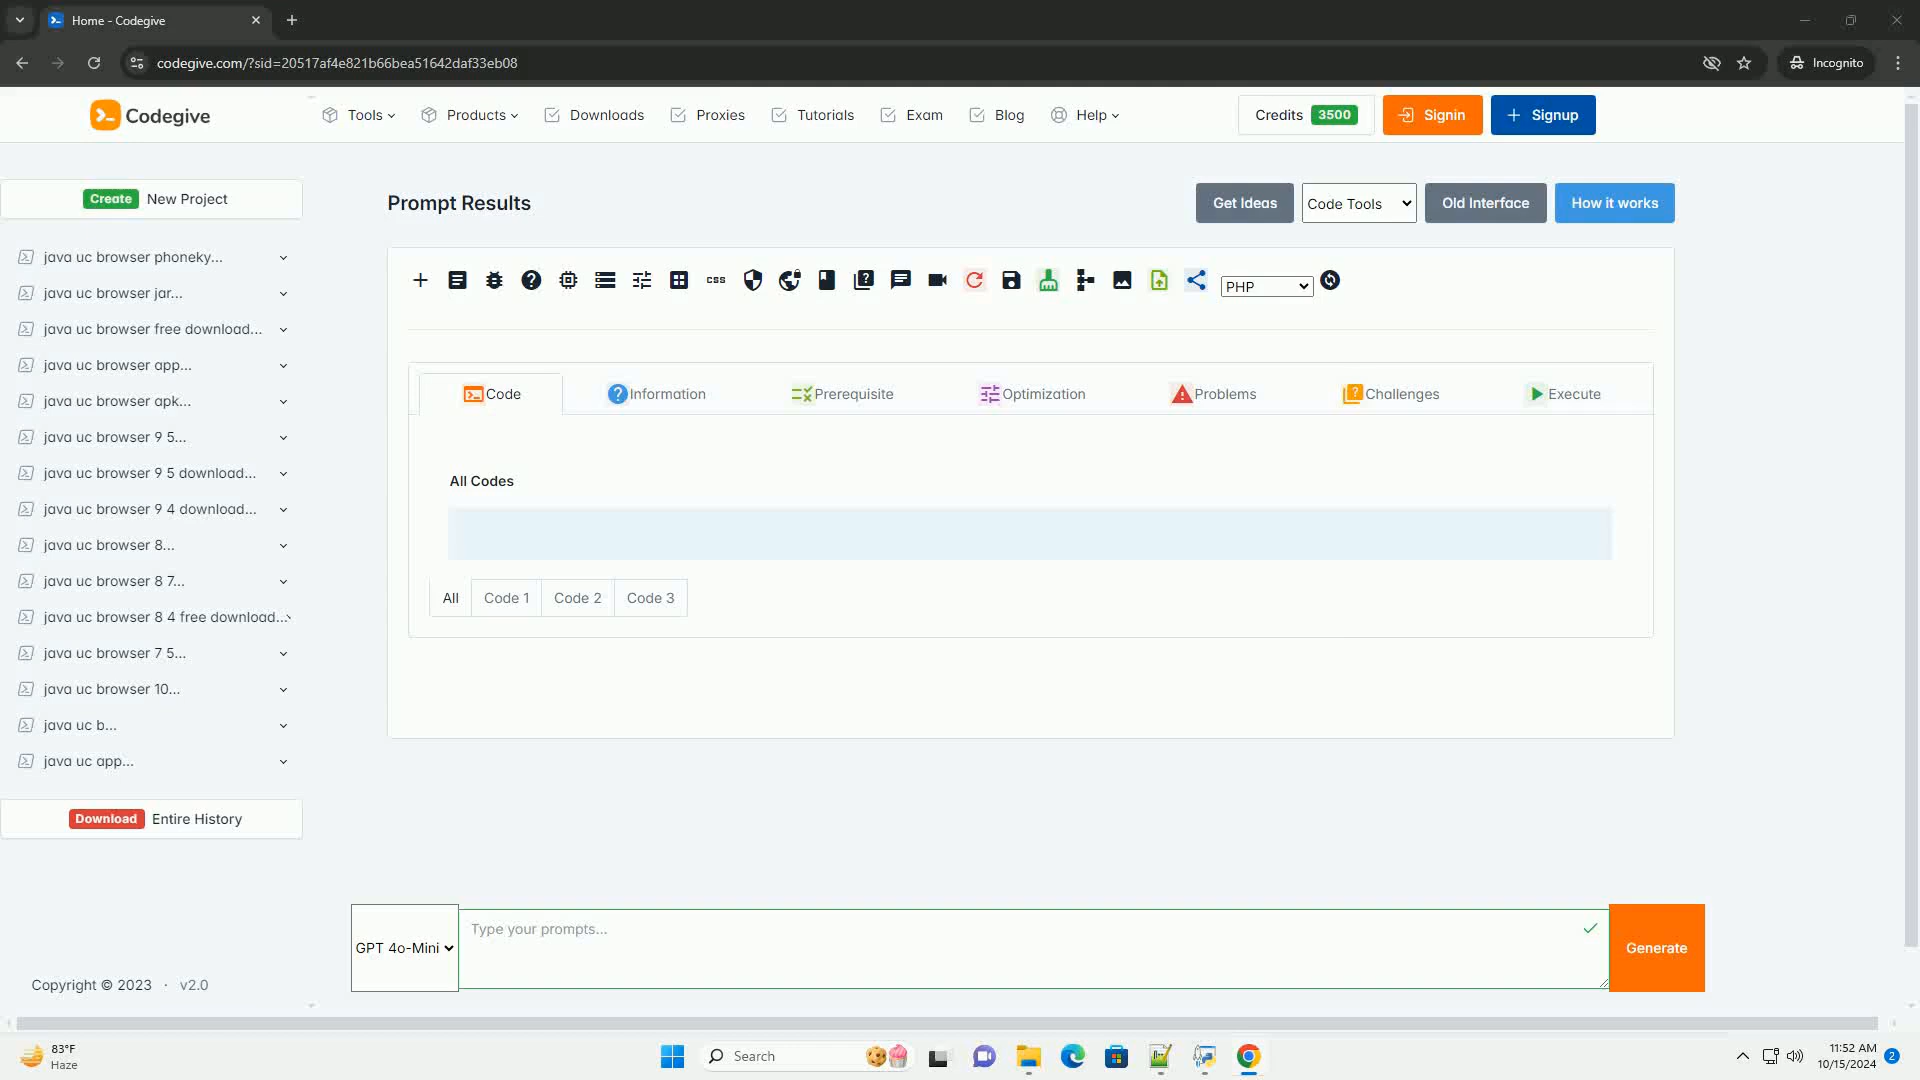 Home - Codegive
codegive.com/?sid=20517af4e821b66bea51642daf33eb08
Incognito
Codegive
Tools
Products
Downloads
Proxies
Tutorials
Exam
Blog
Help
Credits 3500
Signin
Signup
Create New Project
java uc browser phoneky...
java uc browser jar...
java uc browser free download...
java uc browser app...
java uc browser apk...
java uc browser 9 5...
java uc browser 9 5 download...
java uc browser 9 4 download...
java uc browser 8...
java uc browser 8 7...
java uc browser 8 4 free download...
java uc browser 7 5...
java uc browser 10...
java uc b...
java uc app...
Download Entire History
Copyright © 2023 · v2.0
Prompt Results
Get Ideas
Code Tools
Old Interface
How it works
CSS
PHP
Code
Information
Prerequisite
Optimization
Problems
Challenges
Execute
All Codes
All
Code 1
Code 2
Code 3
GPT 4o-Mini
Type your prompts...
Generate
83°F
Haze
Search
11:52 AM
10/15/2024
2